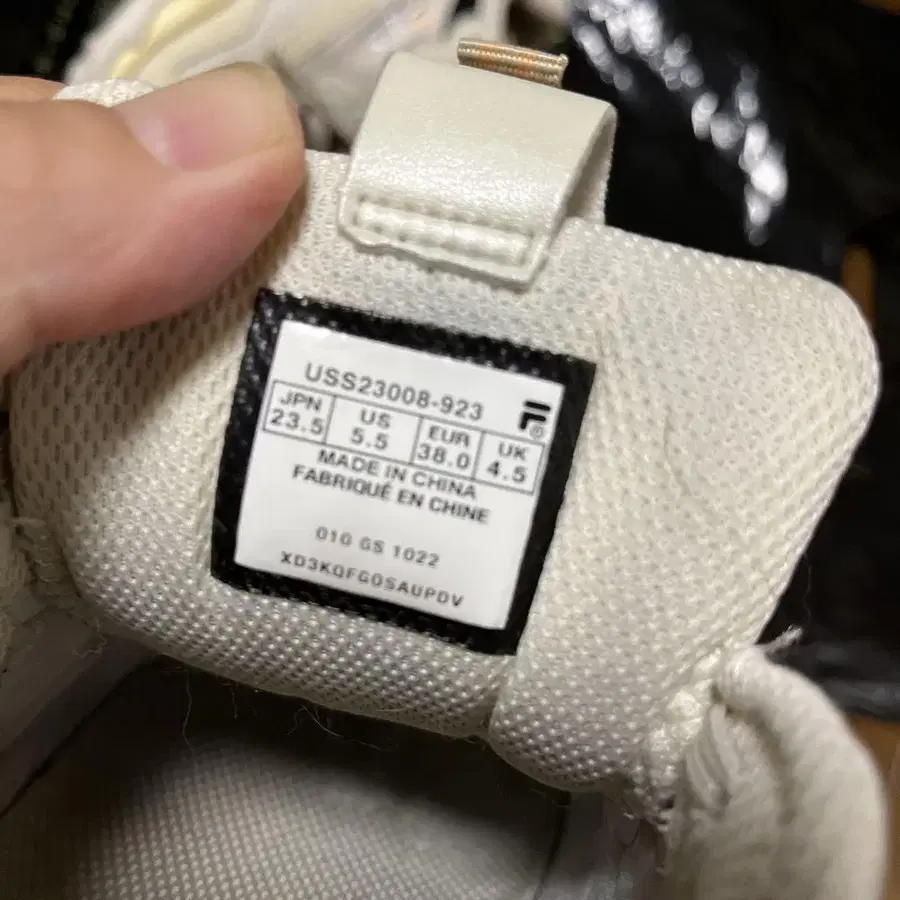 USS23008-923
JPN US EUR UK
23.5 5.5 38.0 4.5
MADE IN CHINA
FABRIQUÉ EN CHINE
010 GS 1022
XD3KQFGOSAUPDV